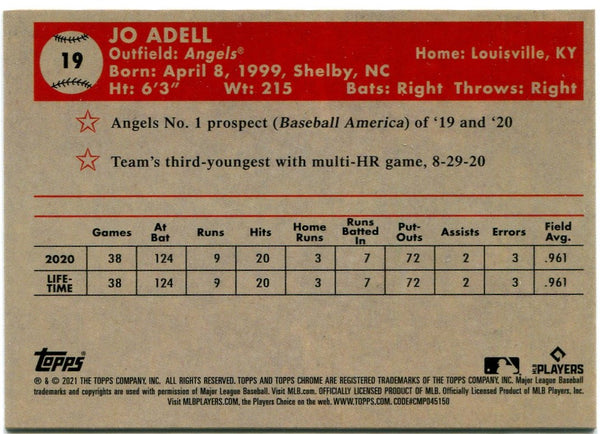 19
JO ADELL
Outfield: Angels® Home: Louisville, KY
Born: April 8, 1999, Shelby, NC
Ht: 6'3" Wt: 215 Bats: Right Throws: Right
Angels No. 1 prospect (Baseball America) of '19 and '20
Team's third-youngest with multi-HR game, 8-29-20
Games At Bat Runs Hits Home Runs Runs Batted In Put-Outs Assists Errors Field Avg.
2020 38 124 9 20 3 7 72 2 3 .961
LIFE-TIME 38 124 9 20 3 7 72 2 3 .961
Topps
MLB PLAYERS
® & © 2021 THE TOPPS COMPANY, INC. ALL RIGHTS RESERVED. TOPPS AND TOPPS CHROME ARE REGISTERED TRADEMARKS OF THE TOPPS COMPANY, INC. Major League Baseball
trademarks and copyrights are used with permission of Major League Baseball. Visit MLB.com. OFFICIALLY LICENSED PRODUCT OF MLB. Officially Licensed Product of MLB Players, Inc.
Visit MLBPLAYERS.com, the Players Choice on the web. WWW.TOPPS.COM. CODE#CMP045150